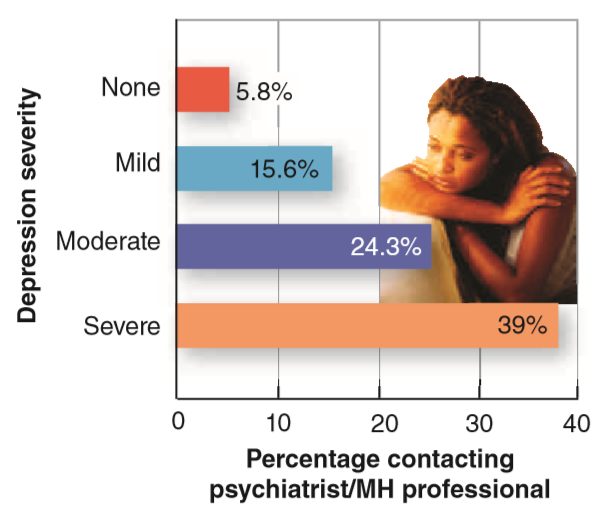 Depression severity
None
5.8%
Mild
15.6%
Moderate
24.3%
Severe
39%
0 10 20 30 40
Percentage contacting
psychiatrist/MH professional